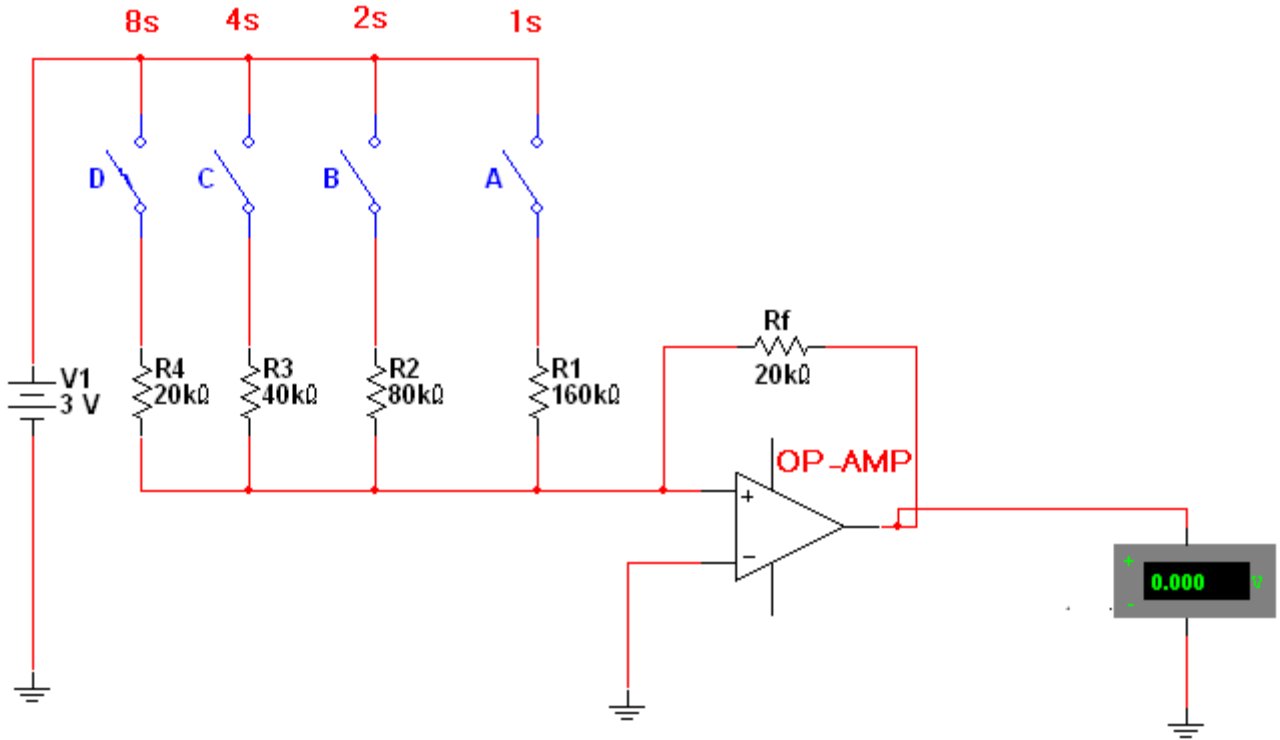 8s 4s 2s 1s
D C B A
Rf
20kΩ
V1
3 V
R4
20kΩ
R3
40kΩ
R2
80kΩ
R1
160kΩ
OP-AMP
+
−
+
0.000 V
-